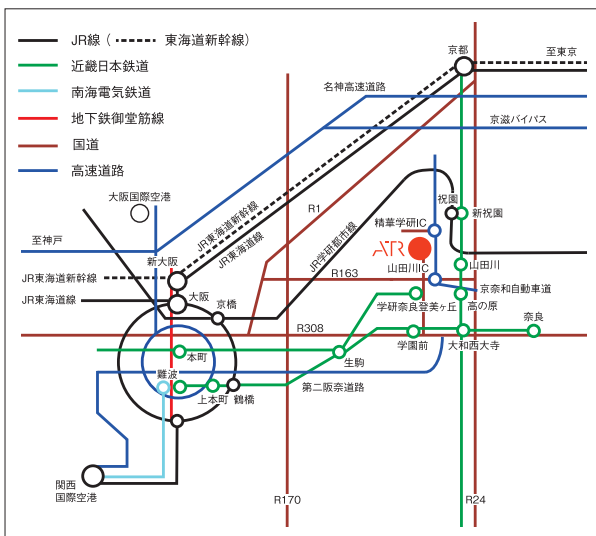 JR線 ( 東海道新幹線)
近畿日本鉄道
南海電気鉄道
地下鉄御堂筋線
国道
高速道路
京都
至東京
名神高速道路
京滋バイパス
大阪国際空港
R1
祝園
新祝園
精華学研IC
至神戸
新大阪
JR東海道新幹線
JR東海道線
JR学研都市線
ATR
山田川IC
山田川
JR東海道新幹線
R163
京奈和自動車道
JR東海道線
大阪
京橋
学研奈良登美ヶ丘
高の原
奈良
R308
本町
生駒
学園前
大和西大寺
難波
上本町
鶴橋
第二阪奈道路
関西
国際空港
R170
R24